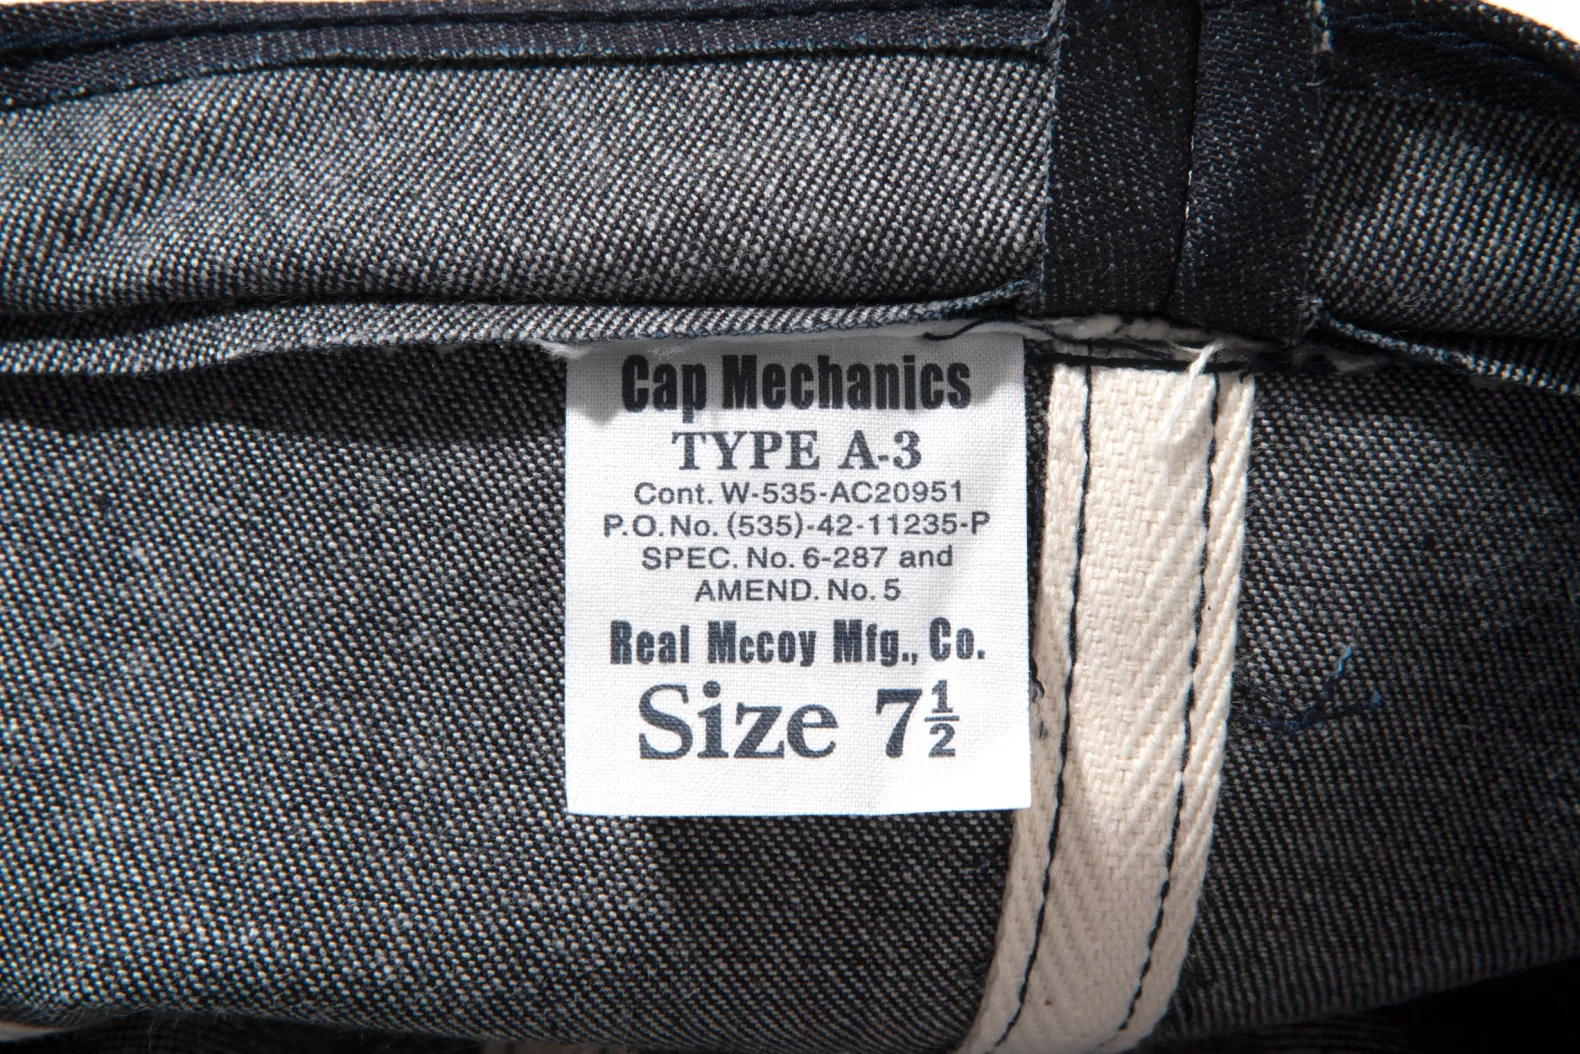 Cap Mechanics
TYPE A-3
Cont. W-535-AC20951
P.O.No. (535)-42-11235-P
SPEC. No. 6-287 and
AMEND. No. 5
Real Mccoy Mfg., Co.
Size 7½